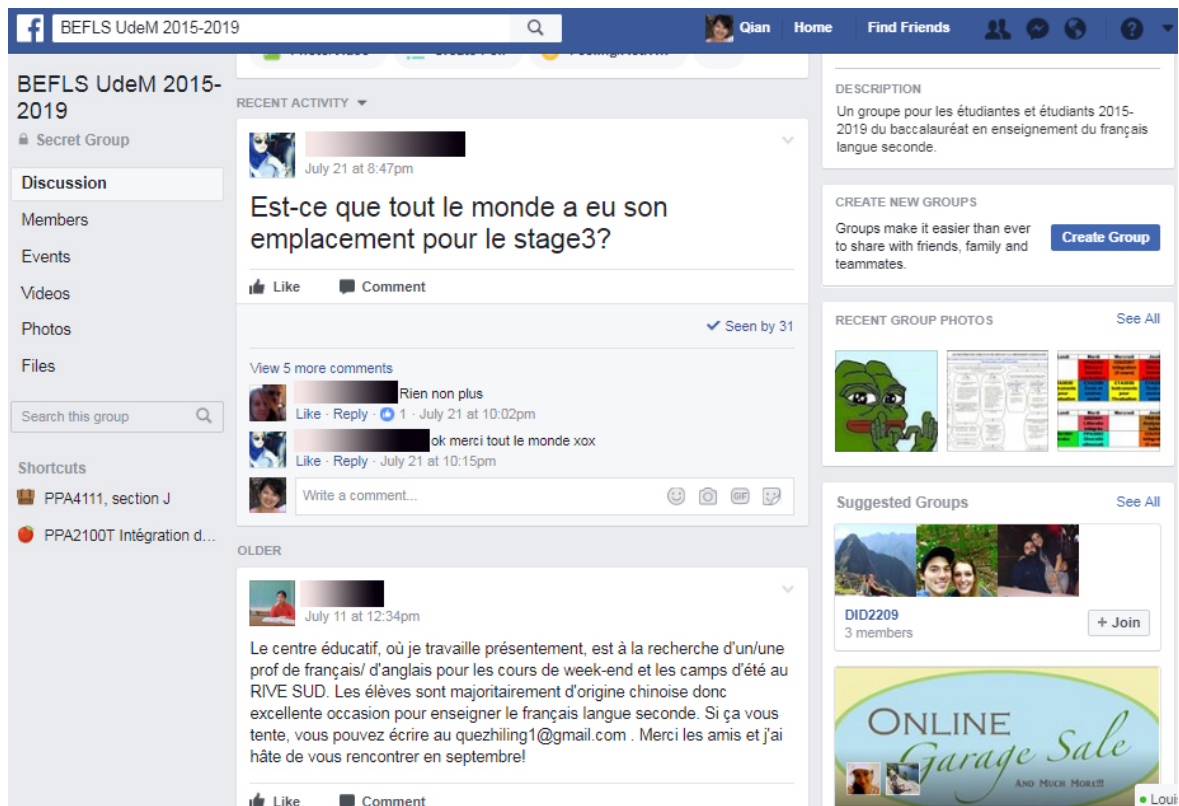 BEFLS UdeM 2015-2019
Qian
Home
Find Friends
BEFLS UdeM 2015-
2019
Secret Group
Discussion
Members
Events
Videos
Photos
Files
Search this group
Shortcuts
PPA4111, section J
PPA2100T Intégration d...
RECENT ACTIVITY
July 21 at 8:47pm
Est-ce que tout le monde a eu son
emplacement pour le stage3?
Like
Comment
Seen by 31
View 5 more comments
Rien non plus
Like · Reply · 1 · July 21 at 10:02pm
ok merci tout le monde xox
Like · Reply · July 21 at 10:15pm
Write a comment...
GIF
OLDER
July 11 at 12:34pm
Le centre éducatif, où je travaille présentement, est à la recherche d'un/une
prof de français/ d'anglais pour les cours de week-end et les camps d'été au
RIVE SUD. Les élèves sont majoritairement d'origine chinoise donc
excellente occasion pour enseigner le français langue seconde. Si ça vous
tente, vous pouvez écrire au quezhiling1@gmail.com . Merci les amis et j'ai
hâte de vous rencontrer en septembre!
Like
Comment
DESCRIPTION
Un groupe pour les étudiantes et étudiants 2015-
2019 du baccalauréat en enseignement du français
langue seconde.
CREATE NEW GROUPS
Groups make it easier than ever
to share with friends, family and
teammates.
Create Group
RECENT GROUP PHOTOS
See All
Suggested Groups
See All
DID2209
3 members
+ Join
ONLINE
Garage Sale
AND MUCH MORE!!!
Loui